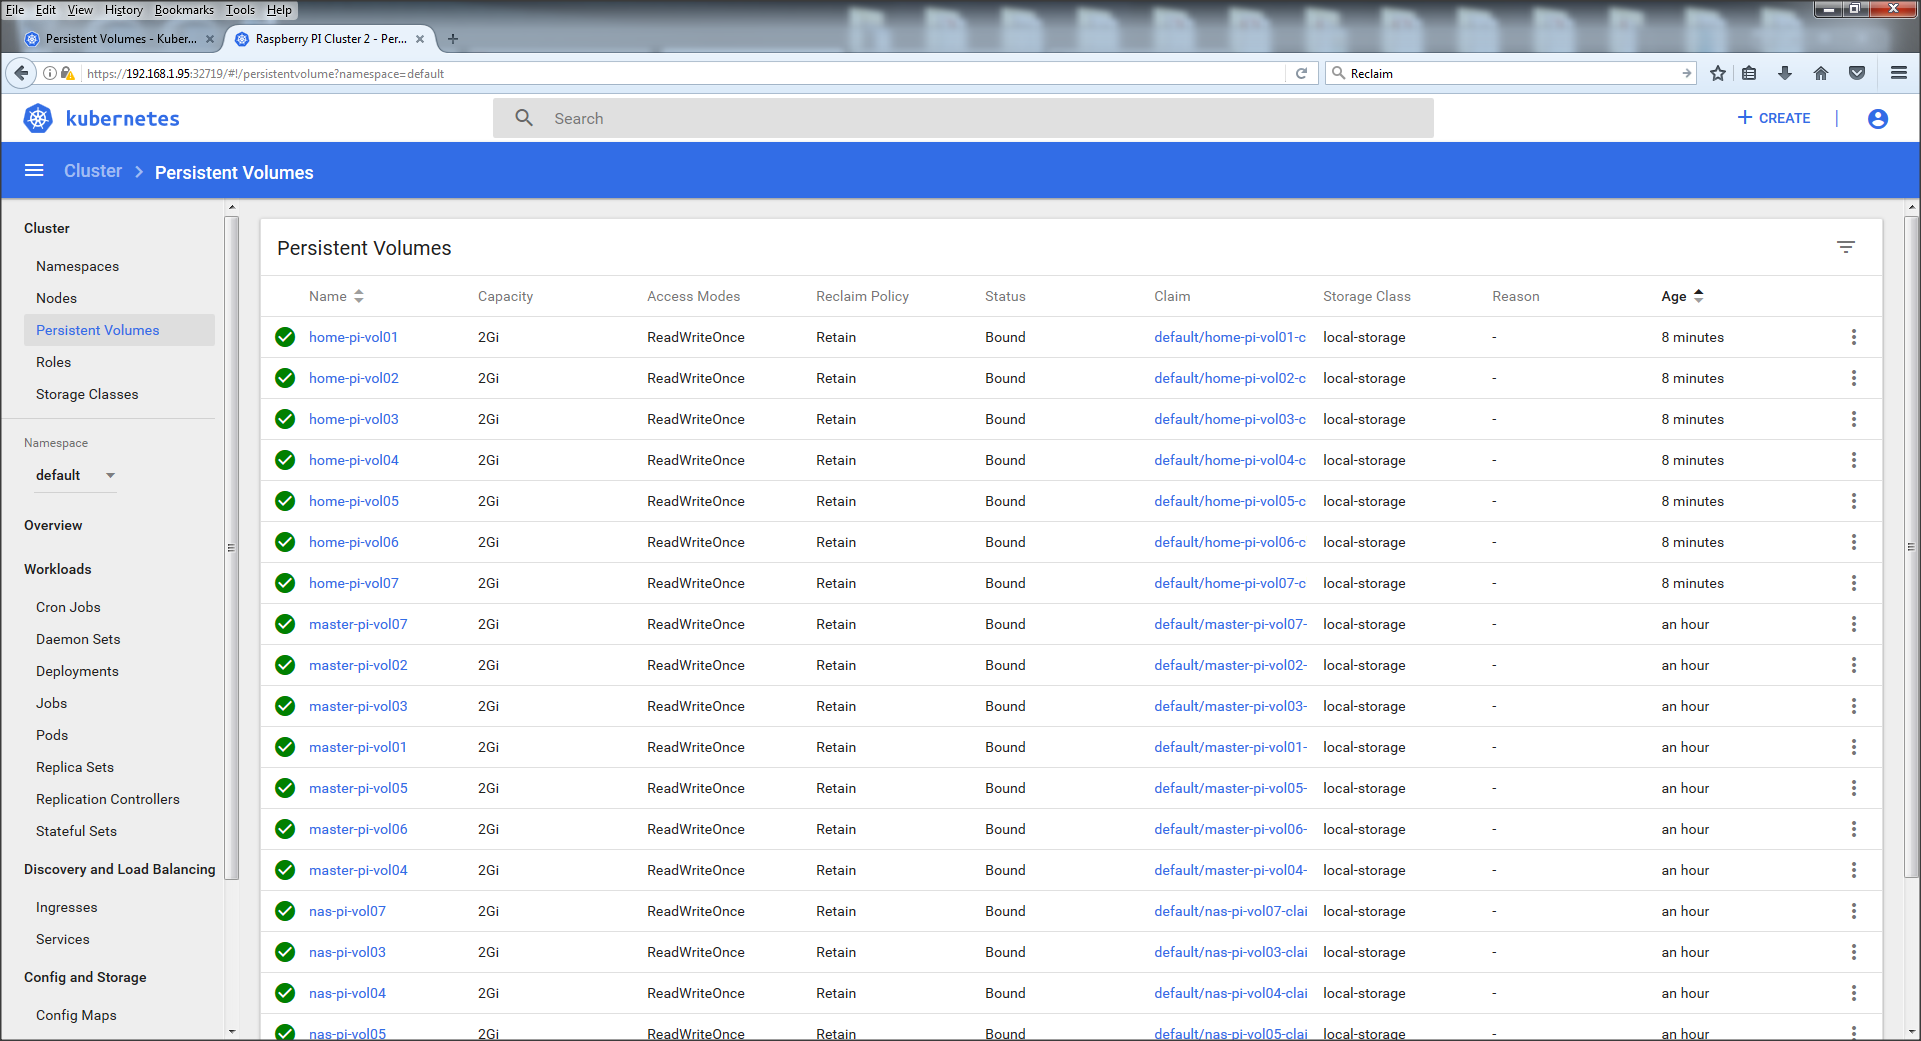 File Edit View History Bookmarks Tools Help
Persistent Volumes - Kuber...
Raspberry PI Cluster 2 - Per...
https://192.168.1.95:32719/#!/persistentvolume?namespace=default
Reclaim
kubernetes
Search
CREATE
Cluster
Persistent Volumes
Cluster
Namespaces
Nodes
Persistent Volumes
Roles
Storage Classes
Namespace
default
Overview
Workloads
Cron Jobs
Daemon Sets
Deployments
Jobs
Pods
Replica Sets
Replication Controllers
Stateful Sets
Discovery and Load Balancing
Ingresses
Services
Config and Storage
Config Maps
Persistent Volumes
Name Capacity Access Modes Reclaim Policy Status Claim Storage Class Reason Age
home-pi-vol01 2Gi ReadWriteOnce Retain Bound default/home-pi-vol01-c local-storage - 8 minutes
home-pi-vol02 2Gi ReadWriteOnce Retain Bound default/home-pi-vol02-c local-storage - 8 minutes
home-pi-vol03 2Gi ReadWriteOnce Retain Bound default/home-pi-vol03-c local-storage - 8 minutes
home-pi-vol04 2Gi ReadWriteOnce Retain Bound default/home-pi-vol04-c local-storage - 8 minutes
home-pi-vol05 2Gi ReadWriteOnce Retain Bound default/home-pi-vol05-c local-storage - 8 minutes
home-pi-vol06 2Gi ReadWriteOnce Retain Bound default/home-pi-vol06-c local-storage - 8 minutes
home-pi-vol07 2Gi ReadWriteOnce Retain Bound default/home-pi-vol07-c local-storage - 8 minutes
master-pi-vol07 2Gi ReadWriteOnce Retain Bound default/master-pi-vol07- local-storage - an hour
master-pi-vol02 2Gi ReadWriteOnce Retain Bound default/master-pi-vol02- local-storage - an hour
master-pi-vol03 2Gi ReadWriteOnce Retain Bound default/master-pi-vol03- local-storage - an hour
master-pi-vol01 2Gi ReadWriteOnce Retain Bound default/master-pi-vol01- local-storage - an hour
master-pi-vol05 2Gi ReadWriteOnce Retain Bound default/master-pi-vol05- local-storage - an hour
master-pi-vol06 2Gi ReadWriteOnce Retain Bound default/master-pi-vol06- local-storage - an hour
master-pi-vol04 2Gi ReadWriteOnce Retain Bound default/master-pi-vol04- local-storage - an hour
nas-pi-vol07 2Gi ReadWriteOnce Retain Bound default/nas-pi-vol07-clai local-storage - an hour
nas-pi-vol03 2Gi ReadWriteOnce Retain Bound default/nas-pi-vol03-clai local-storage - an hour
nas-pi-vol04 2Gi ReadWriteOnce Retain Bound default/nas-pi-vol04-clai local-storage - an hour
nas-pi-vol05 2Gi ReadWriteOnce Retain Bound default/nas-pi-vol05-clai local-storage - an hour